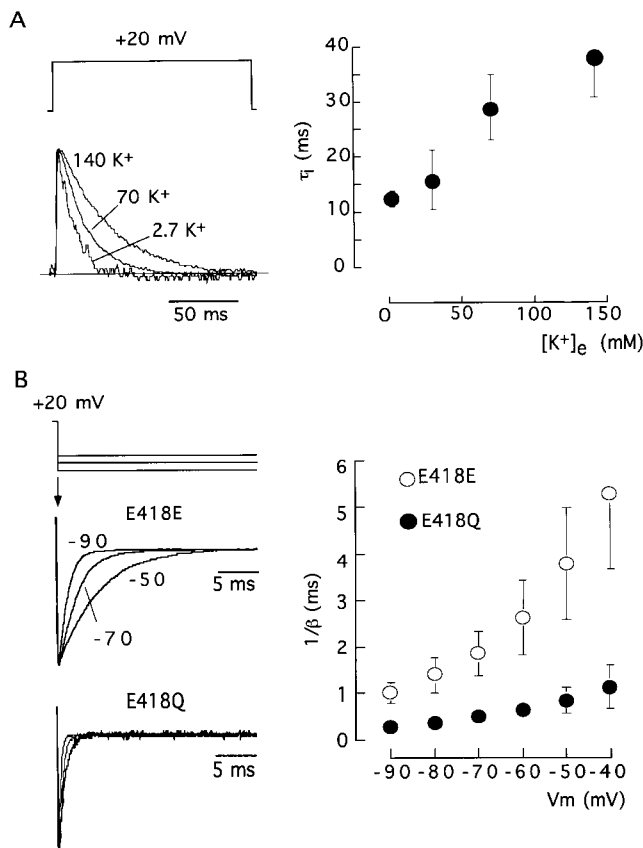 A
+20 mV
140 K+
70 K+
2.7 K+
50 ms
τi (ms)
40
30
20
10
0
0 50 100 150
[K+]e (mM)
B
+20 mV
E418E
-90
-50
-70
5 ms
E418Q
5 ms
1/β (ms)
6
5
4
3
2
1
0
E418E
E418Q
-90 -80 -70 -60 -50 -40
Vm (mV)